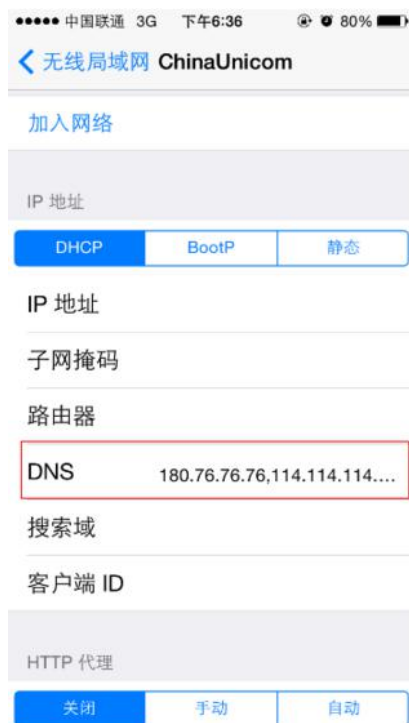 中国联通 3G 下午6:36 80%
无线局域网 ChinaUnicom
加入网络
IP 地址
DHCP BootP 静态
IP 地址
子网掩码
路由器
DNS 180.76.76.76,114.114.114....
搜索域
客户端 ID
HTTP 代理
关闭 手动 自动